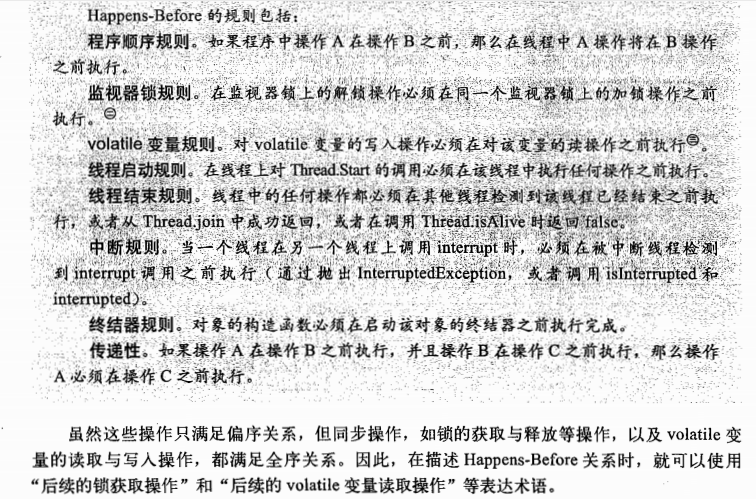 Happens-Before 的规则包括:
程序顺序规则。如果程序中操作 A 在操作 B 之前，那么在线程中 A 操作将在 B 操作
之前执行。
监视器锁规则。在监视器锁上的解锁操作必须在同一个监视器锁上的加锁操作之前
执行。㊀
volatile 变量规则。对 volatile 变量的写入操作必须在对该变量的读操作之前执行㊁。
线程启动规则。在线程上对 Thread.Start 的调用必须在该线程中执行任何操作之前执行。
线程结束规则。线程中的任何操作都必须在其他线程检测到该线程已经结束之前执
行，或者从 Thread.join 中成功返回，或者在调用 Thread.isAlive 时返回 false。
中断规则。当一个线程在另一个线程上调用 interrupt 时，必须在被中断线程检测
到 interrupt 调用之前执行（通过抛出 InterruptedException，或者调用 isInterrupted 和
interrupted）。
终结器规则。对象的构造函数必须在启动该对象的终结器之前执行完成。
传递性。如果操作 A 在操作 B 之前执行，并且操作 B 在操作 C 之前执行，那么操作
A 必须在操作 C 之前执行。
虽然这些操作只满足偏序关系，但同步操作，如锁的获取与释放等操作，以及 volatile 变
量的读取与写入操作，都满足全序关系。因此，在描述 Happens-Before 关系时，就可以使用
“后续的锁获取操作”和“后续的 volatile 变量读取操作”等表达术语。